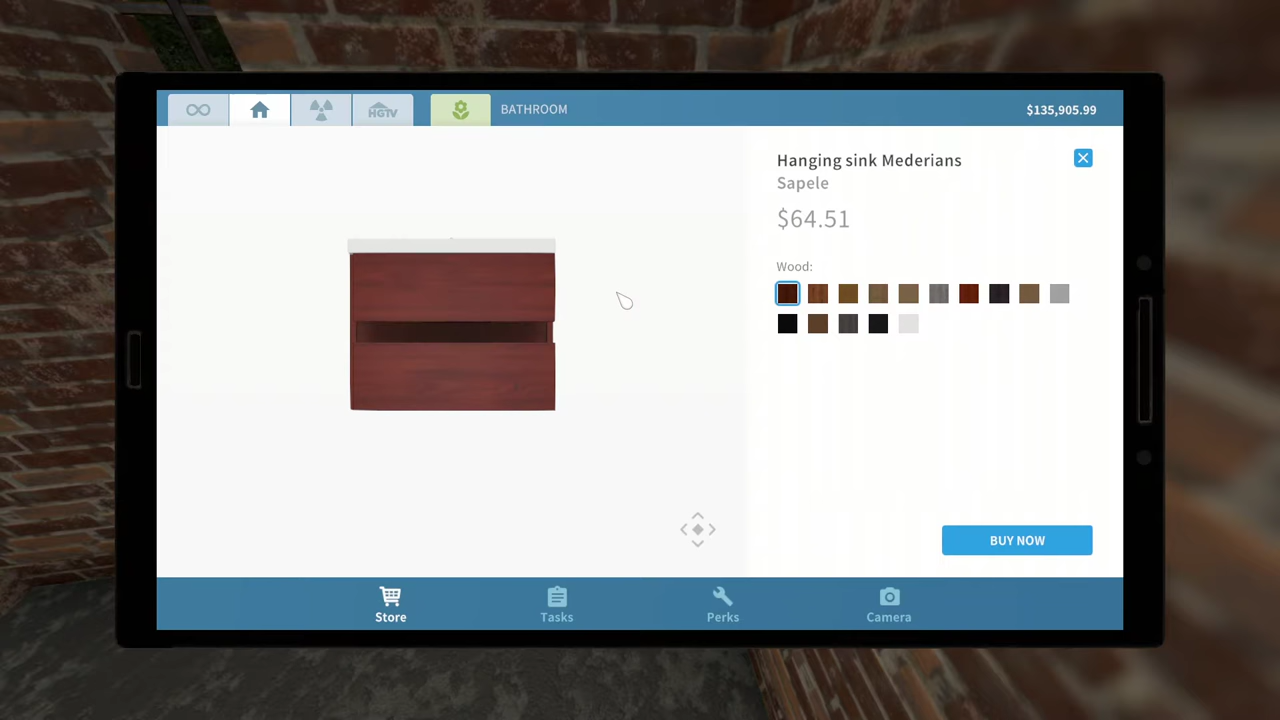 HGTV
BATHROOM
$135,905.99
Hanging sink Mederians
Sapele
$64.51
Wood:
BUY NOW
Store
Tasks
Perks
Camera